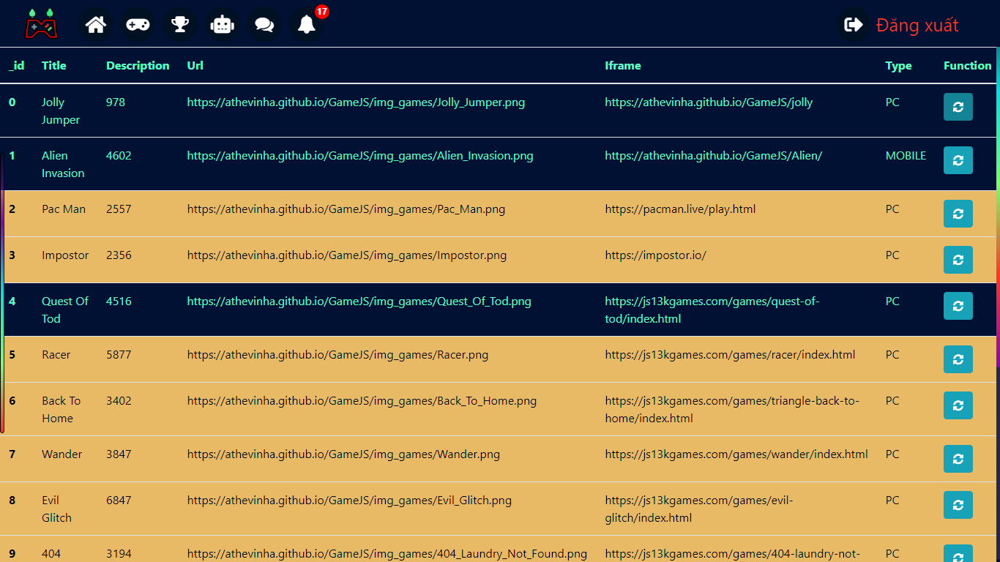 17
Đăng xuất
_id Title Description Url Iframe Type Function
0 Jolly Jumper 978 https://athevinha.github.io/GameJS/img_games/Jolly_Jumper.png https://athevinha.github.io/GameJS/jolly PC
1 Alien Invasion 4602 https://athevinha.github.io/GameJS/img_games/Alien_Invasion.png https://athevinha.github.io/GameJS/Alien/ MOBILE
2 Pac Man 2557 https://athevinha.github.io/GameJS/img_games/Pac_Man.png https://pacman.live/play.html PC
3 Impostor 2356 https://athevinha.github.io/GameJS/img_games/Impostor.png https://impostor.io/ PC
4 Quest Of Tod 4516 https://athevinha.github.io/GameJS/img_games/Quest_Of_Tod.png https://js13kgames.com/games/quest-of-tod/index.html PC
5 Racer 5877 https://athevinha.github.io/GameJS/img_games/Racer.png https://js13kgames.com/games/racer/index.html PC
6 Back To Home 3402 https://athevinha.github.io/GameJS/img_games/Back_To_Home.png https://js13kgames.com/games/triangle-back-to-home/index.html PC
7 Wander 3847 https://athevinha.github.io/GameJS/img_games/Wander.png https://js13kgames.com/games/wander/index.html PC
8 Evil Glitch 6847 https://athevinha.github.io/GameJS/img_games/Evil_Glitch.png https://js13kgames.com/games/evil-glitch/index.html PC
9 404 3194 https://athevinha.github.io/GameJS/img_games/404_Laundry_Not_Found.png https://js13kgames.com/games/404-laundry-not- PC